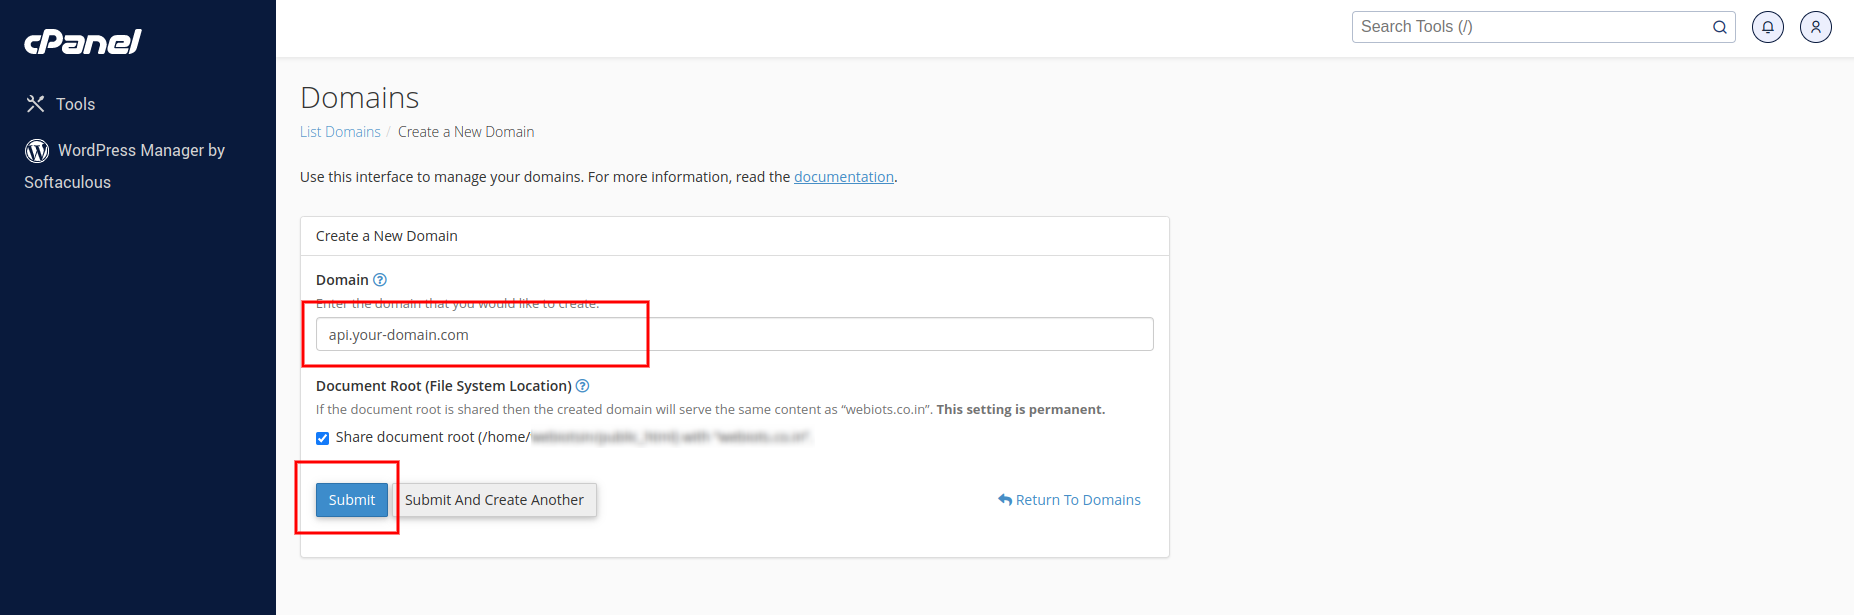 cPanel
Search Tools (/)
Tools
WordPress Manager by
Softaculous
Domains
List Domains / Create a New Domain
Use this interface to manage your domains. For more information, read the documentation.
Create a New Domain
Domain
Enter the domain that you would like to create.
api.your-domain.com
Document Root (File System Location)
If the document root is shared then the created domain will serve the same content as “webiots.co.in”. This setting is permanent.
Share document root (/home/
Submit
Submit And Create Another
Return To Domains